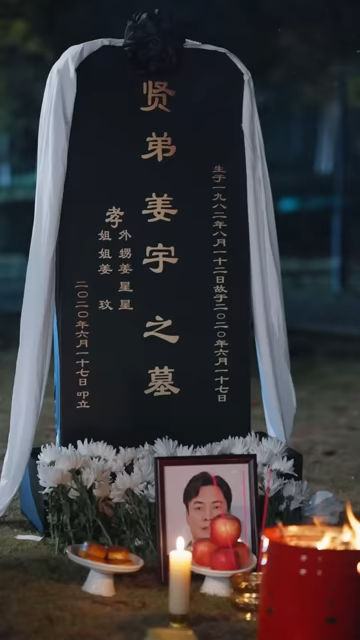 生于一九八二年八月一十二日故于二〇二〇年六月一十七日
贤弟姜宇之墓
孝
外甥姜星星
姐姐姜玟
二〇二〇年六月一十七日 叩立